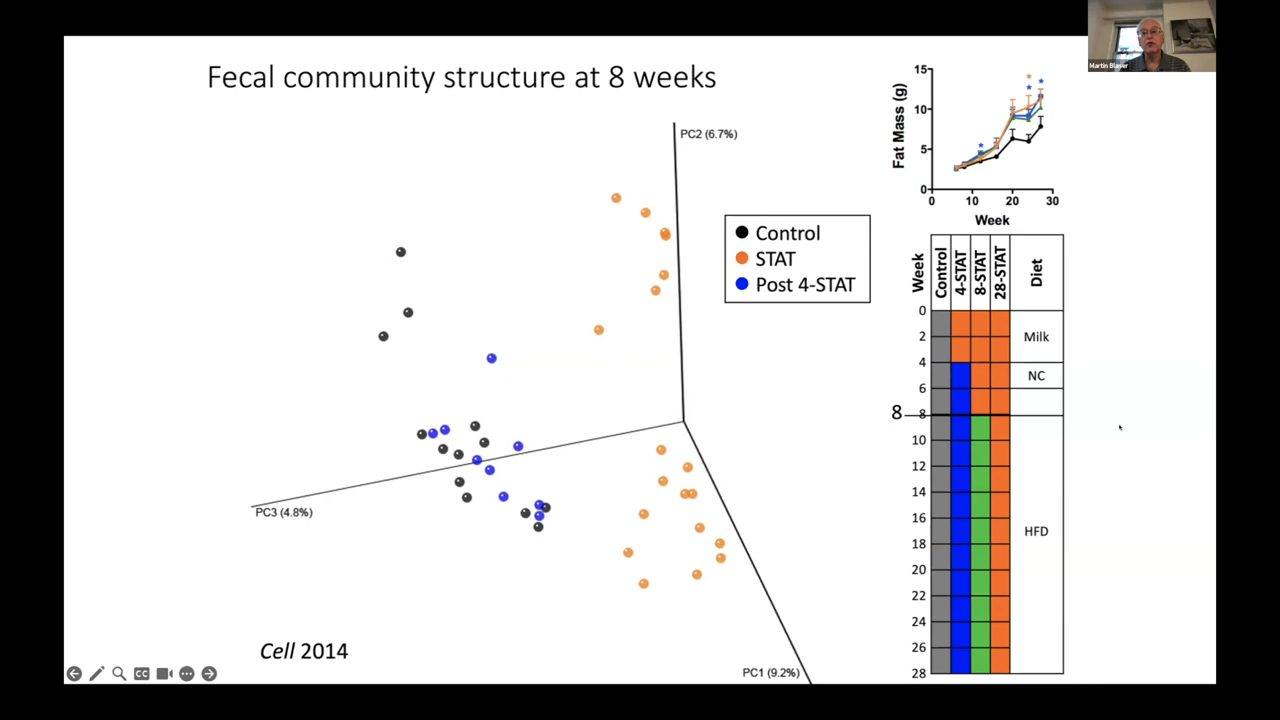 Fecal community structure at 8 weeks
Martin Blaser
PC2 (6.7%)
PC3 (4.8%)
PC1 (9.2%)
Control
STAT
Post 4-STAT
Cell 2014
Fat Mass (g)
15
10
5
0
0
10
20
30
Week
* * * *
Week
Control
4-STAT
8-STAT
28-STAT
Diet
0
2
4
6
8
8
10
12
14
16
18
20
22
24
26
28
Milk
NC
HFD
CC